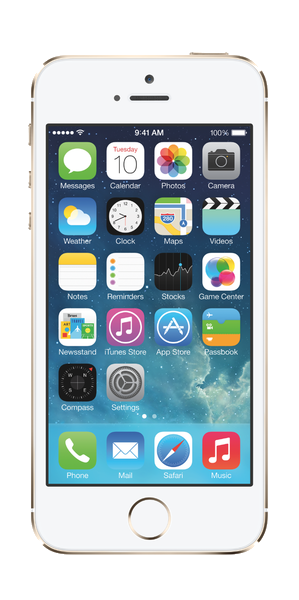 9:41 AM 100%
Tuesday
10
280
Messages Calendar Photos Camera
Weather Clock Maps Videos
Notes Reminders Stocks Game Center
Newsstand iTunes Store App Store Passbook
Compass Settings
Phone Mail Safari Music